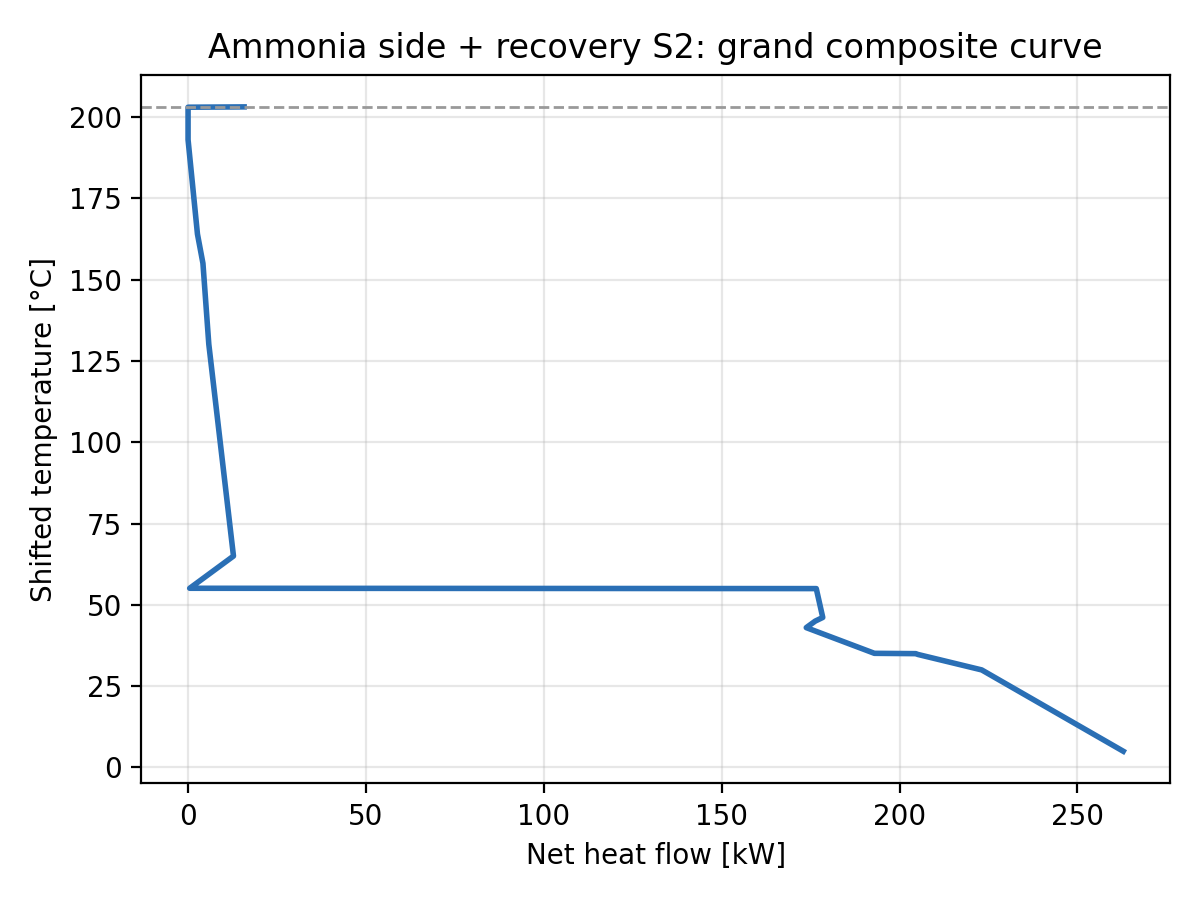 Ammonia side + recovery S2: grand composite curve
Shifted temperature [°C]
200
175
150
125
100
75
50
25
0
0 50 100 150 200 250
Net heat flow [kW]